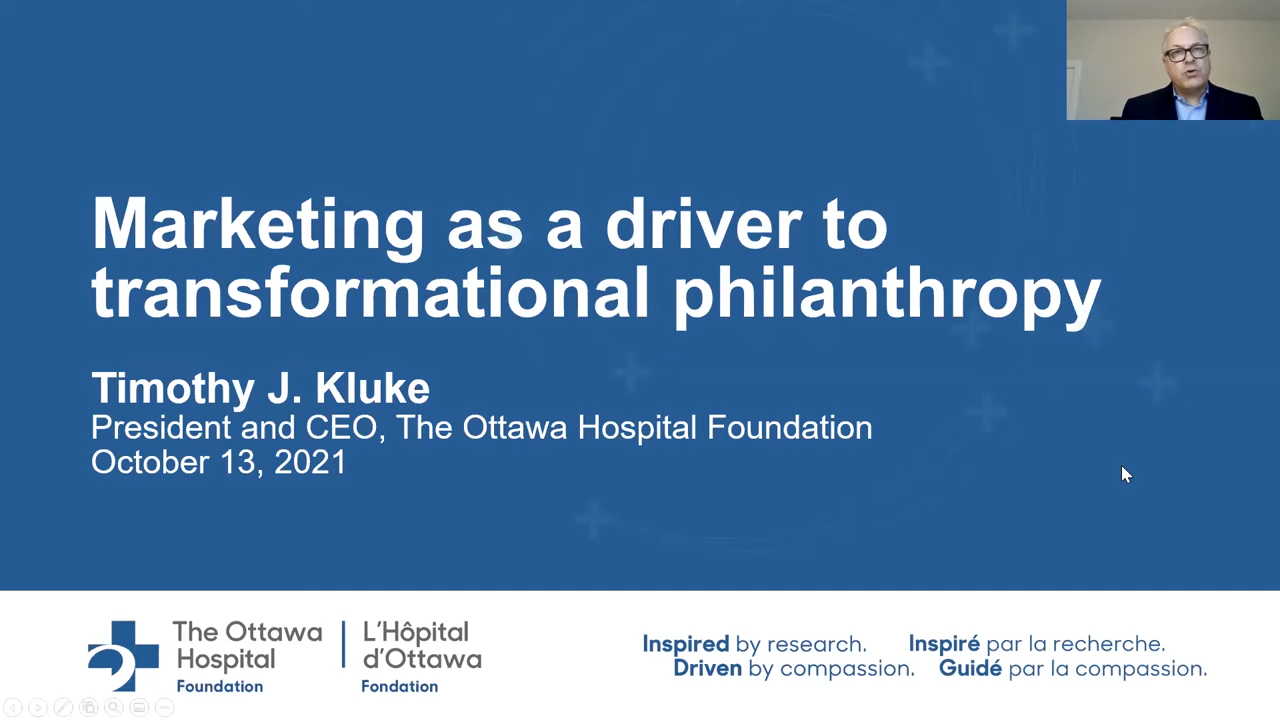 Marketing as a driver to
transformational philanthropy
Timothy J. Kluke
President and CEO, The Ottawa Hospital Foundation
October 13, 2021
The Ottawa
Hospital
Foundation
L'Hôpital
d'Ottawa
Fondation
Inspired by research.
Driven by compassion.
Inspiré par la recherche.
Guidé par la compassion.